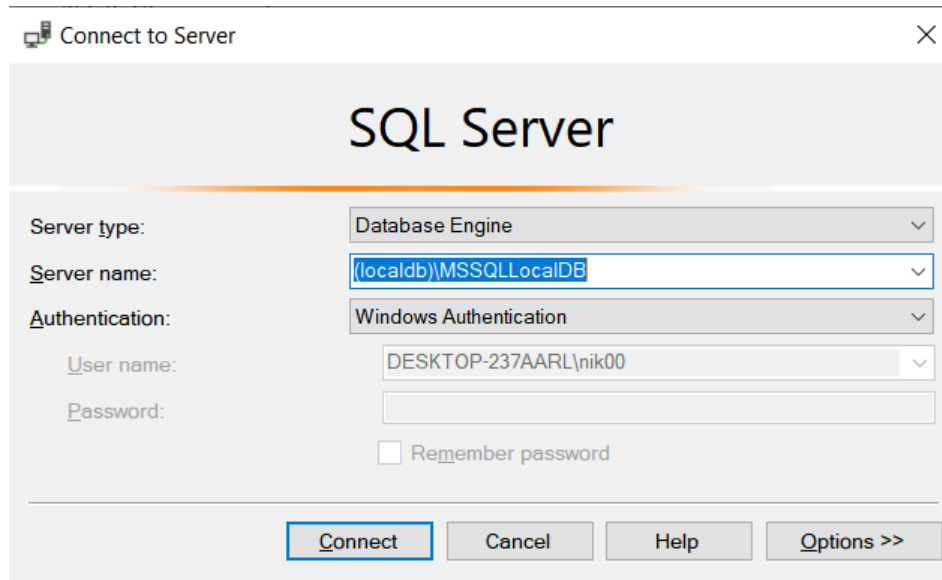 Connect to Server
SQL Server
Server type:
Database Engine
Server name:
(localdb)\MSSQLLocalDB
Authentication:
Windows Authentication
User name:
DESKTOP-237AARL\nik00
Password:
Remember password
Connect
Cancel
Help
Options >>